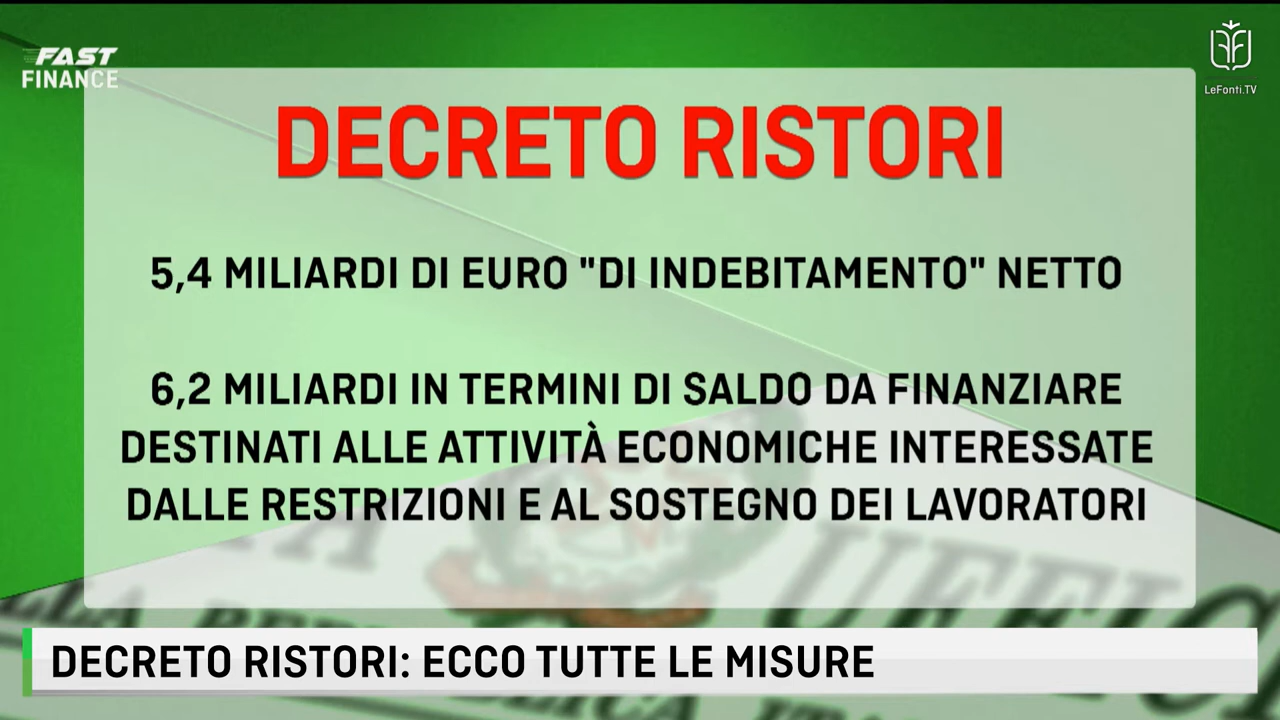 FAST
FINANCE
LeFonti.TV
DECRETO RISTORI
5,4 MILIARDI DI EURO "DI INDEBITAMENTO" NETTO
6,2 MILIARDI IN TERMINI DI SALDO DA FINANZIARE
DESTINATI ALLE ATTIVITÀ ECONOMICHE INTERESSATE
DALLE RESTRIZIONI E AL SOSTEGNO DEI LAVORATORI
DECRETO RISTORI: ECCO TUTTE LE MISURE